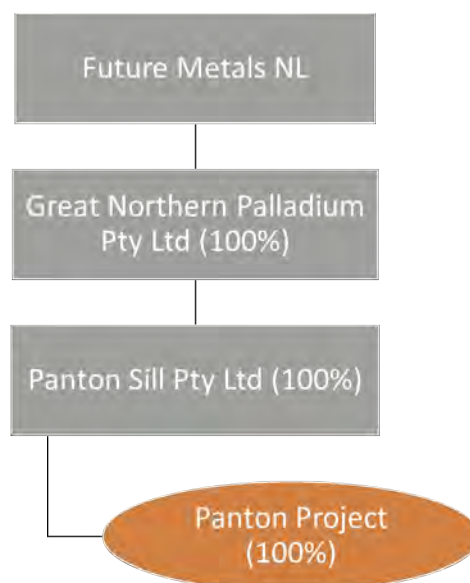 Future Metals NL
Great Northern Palladium
Pty Ltd (100%)
Panton Sill Pty Ltd (100%)
Panton Project
(100%)